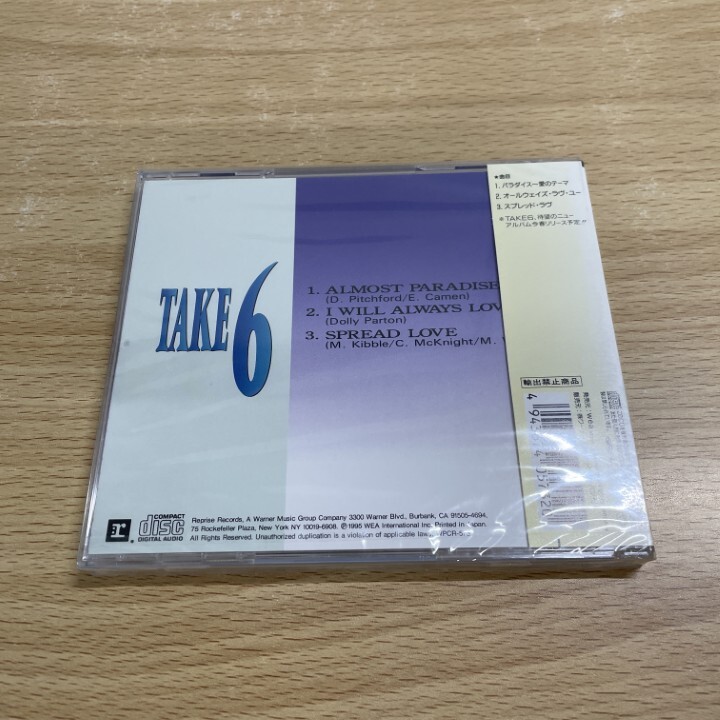 TAKE 6
1. ALMOST PARADISE
(D. Pitchford/E. Camen)
2. I WILL ALWAYS LOV
(Dolly Parton)
3. SPREAD LOVE
(M. Kibble/C. McKnight/M.
★曲目
1. パラダイス〜愛のテーマ
2. オールウェイズ・ラヴ・ユー
3. スプレッド・ラヴ
※TAKE6、待望のニュー
アルバム今春リリース予定!!
輸出禁止商品
r
COMPACT
disc
DIGITAL AUDIO
Reprise Records, A Warner Music Group Company 3300 Warner Blvd., Burbank, CA 91505-4694.
75 Rockefeller Plaza, New York NY 10019-6908. ℗1995 WEA International Inc. Printed in Japan.
All Rights Reserved. Unauthorized duplication is a violation of applicable laws.